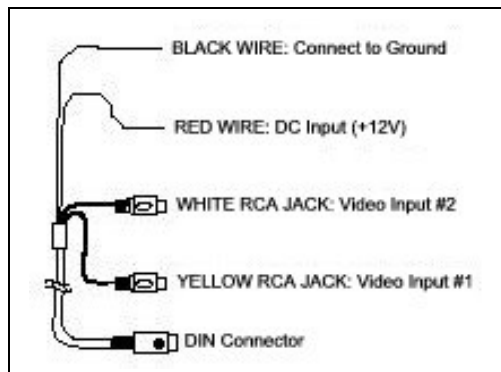 BLACK WIRE: Connect to Ground
RED WIRE: DC Input (+12V)
WHITE RCA JACK: Video Input #2
YELLOW RCA JACK: Video Input #1
DIN Connector